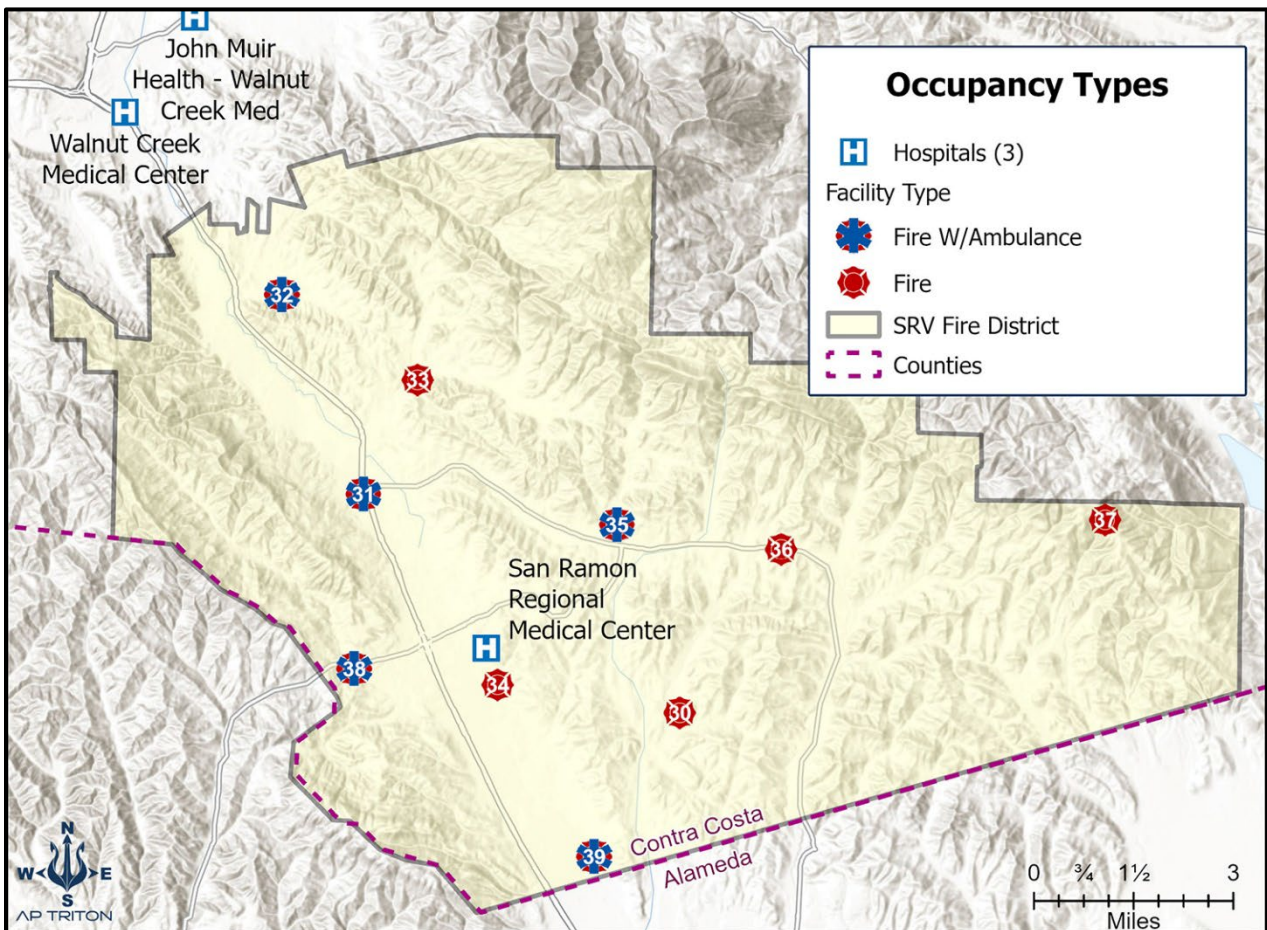 John Muir
Health - Walnut
Creek Med
Walnut Creek
Medical Center
Occupancy Types
H Hospitals (3)
Facility Type
Fire W/Ambulance
Fire
SRV Fire District
Counties
H
H
32
33
31
35
36
37
San Ramon
Regional
Medical Center
H
38
34
30
39
Contra Costa
Alameda
N
W E
S
AP TRITON
0 ¾ 1½ 3
Miles